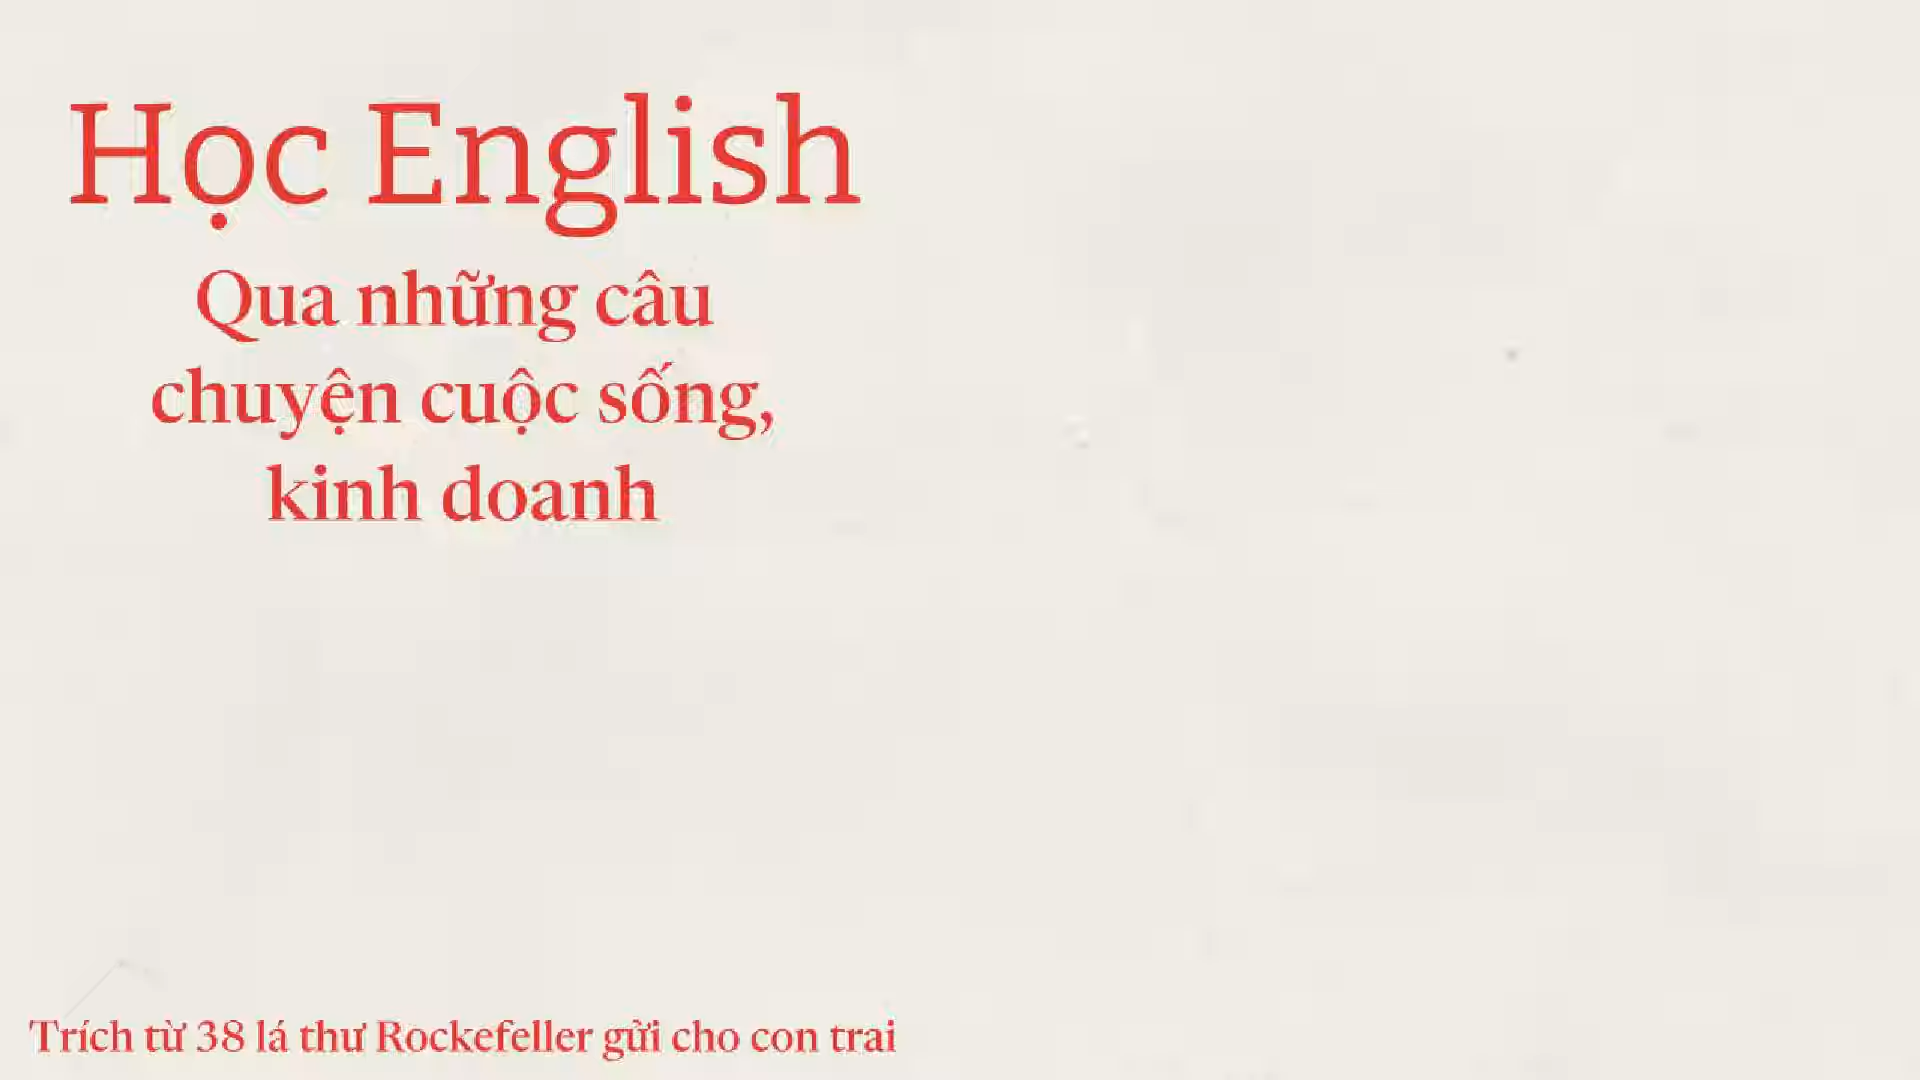 Học English
Qua những câu
chuyện cuộc sống,
kinh doanh
Trích từ 38 lá thư Rockefeller gửi cho con trai